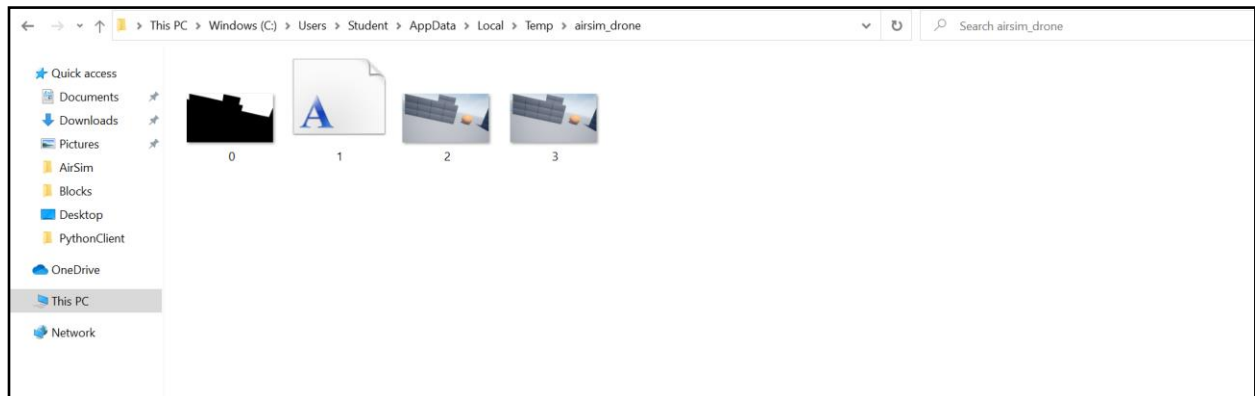 This PC > Windows (C:) > Users > Student > AppData > Local > Temp > airsim_drone
Search airsim_drone
Quick access
Documents
Downloads
Pictures
AirSim
Blocks
Desktop
PythonClient
OneDrive
This PC
Network
A
0
1
2
3